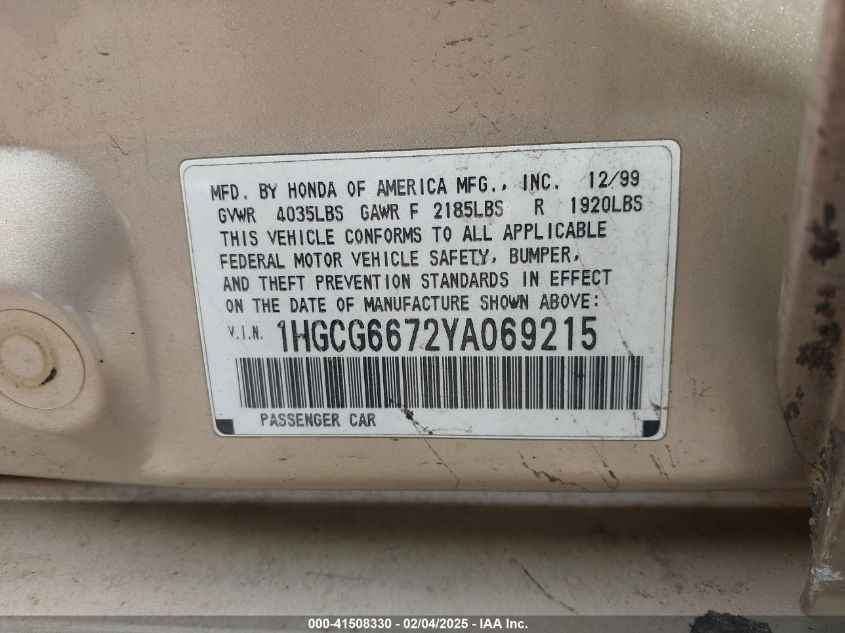 MFD. BY HONDA OF AMERICA MFG., INC. 12/99
GVWR 4035LBS GAWR F 2185LBS R 1920LBS
THIS VEHICLE CONFORMS TO ALL APPLICABLE
FEDERAL MOTOR VEHICLE SAFETY, BUMPER,
AND THEFT PREVENTION STANDARDS IN EFFECT
ON THE DATE OF MANUFACTURE SHOWN ABOVE:
V.I.N. 1HGCG6672YA069215
PASSENGER CAR
000-41508330 - 02/04/2025 - IAA Inc.